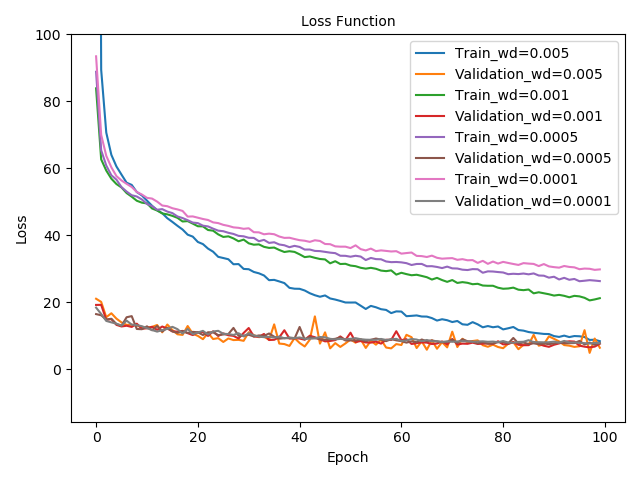 Loss Function
Train_wd=0.005
Validation_wd=0.005
Train_wd=0.001
Validation_wd=0.001
Train_wd=0.0005
Validation_wd=0.0005
Train_wd=0.0001
Validation_wd=0.0001
Loss
100
80
60
40
20
0
0 20 40 60 80 100
Epoch